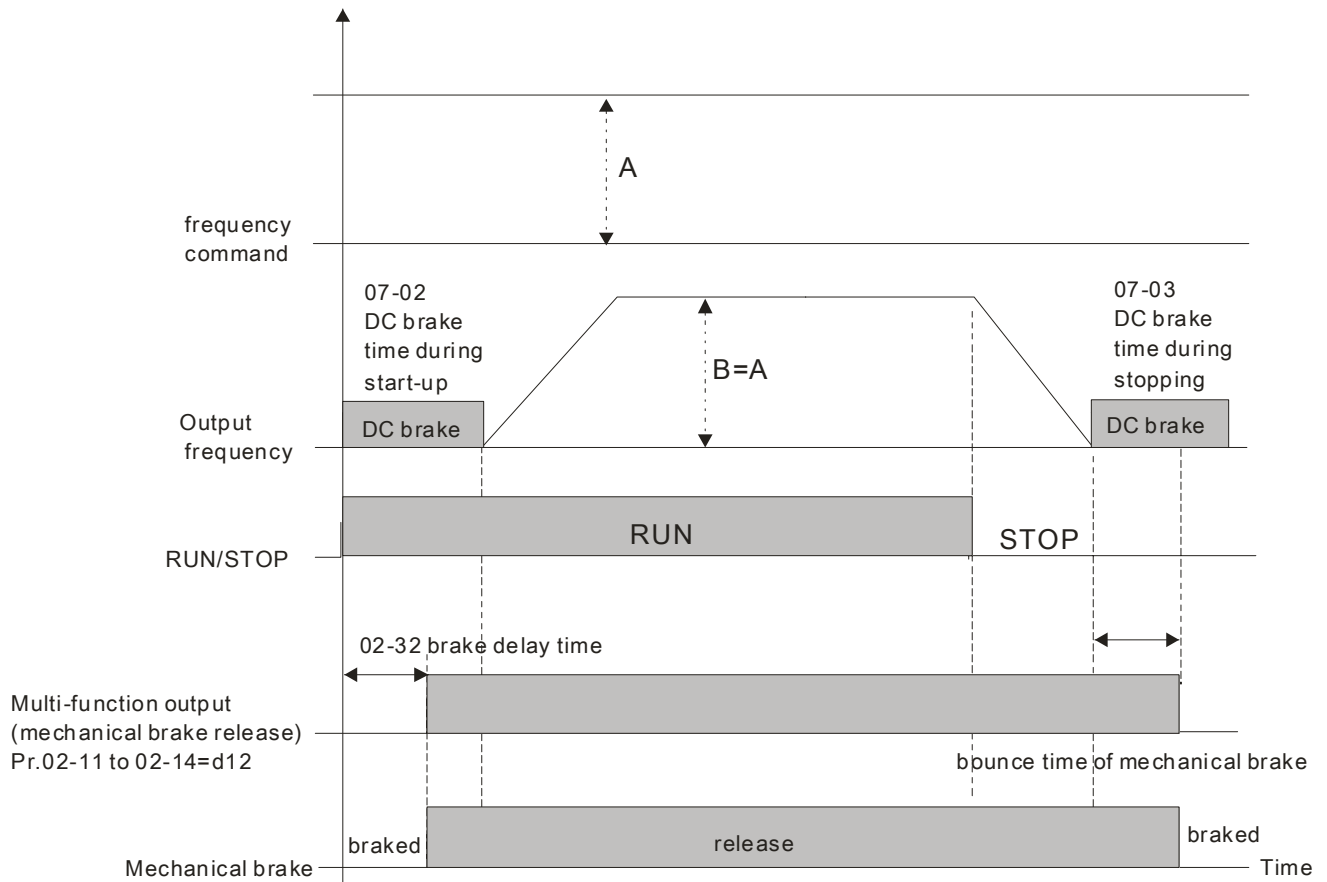 A
frequency
command
07-02
DC brake
time during
start-up
07-03
DC brake
time during
stopping
B=A
Output
frequency
DC brake
DC brake
RUN/STOP
RUN
STOP
02-32 brake delay time
Multi-function output
(mechanical brake release)
Pr.02-11 to 02-14=d12
bounce time of mechanical brake
Mechanical brake
braked
release
braked
Time